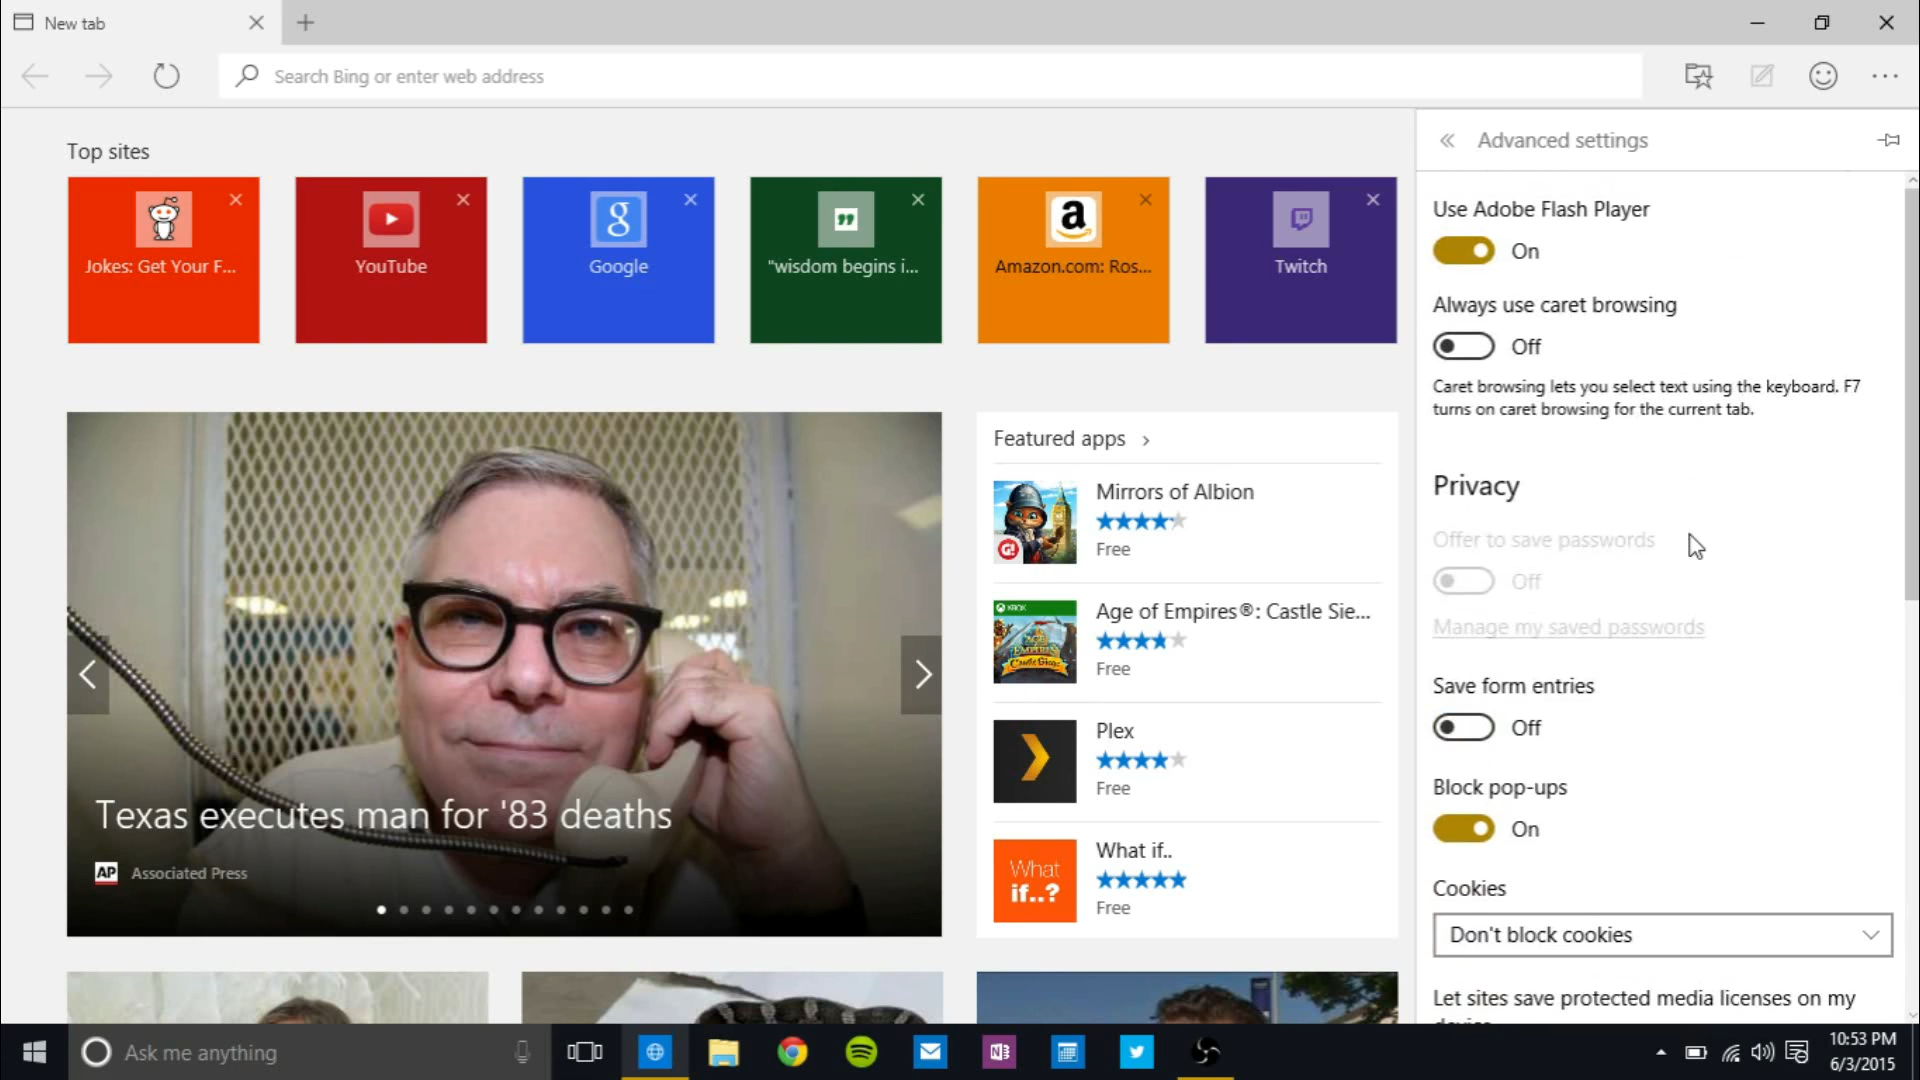 New tab
Search Bing or enter web address
Top sites
Jokes: Get Your F...
YouTube
g
Google
"wisdom begins i...
a
Amazon.com: Ros...
Twitch
Texas executes man for '83 deaths
AP Associated Press
Featured apps
Mirrors of Albion
Free
G!
XBOX
Age of Empires®: Castle Sie...
Free
Plex
Free
What if..?
What if..
Free
Advanced settings
Use Adobe Flash Player
On
Always use caret browsing
Off
Caret browsing lets you select text using the keyboard. F7
turns on caret browsing for the current tab.
Privacy
Offer to save passwords
Off
Manage my saved passwords
Save form entries
Off
Block pop-ups
On
Cookies
Don't block cookies
Let sites save protected media licenses on my
Ask me anything
N
10:53 PM
6/3/2015